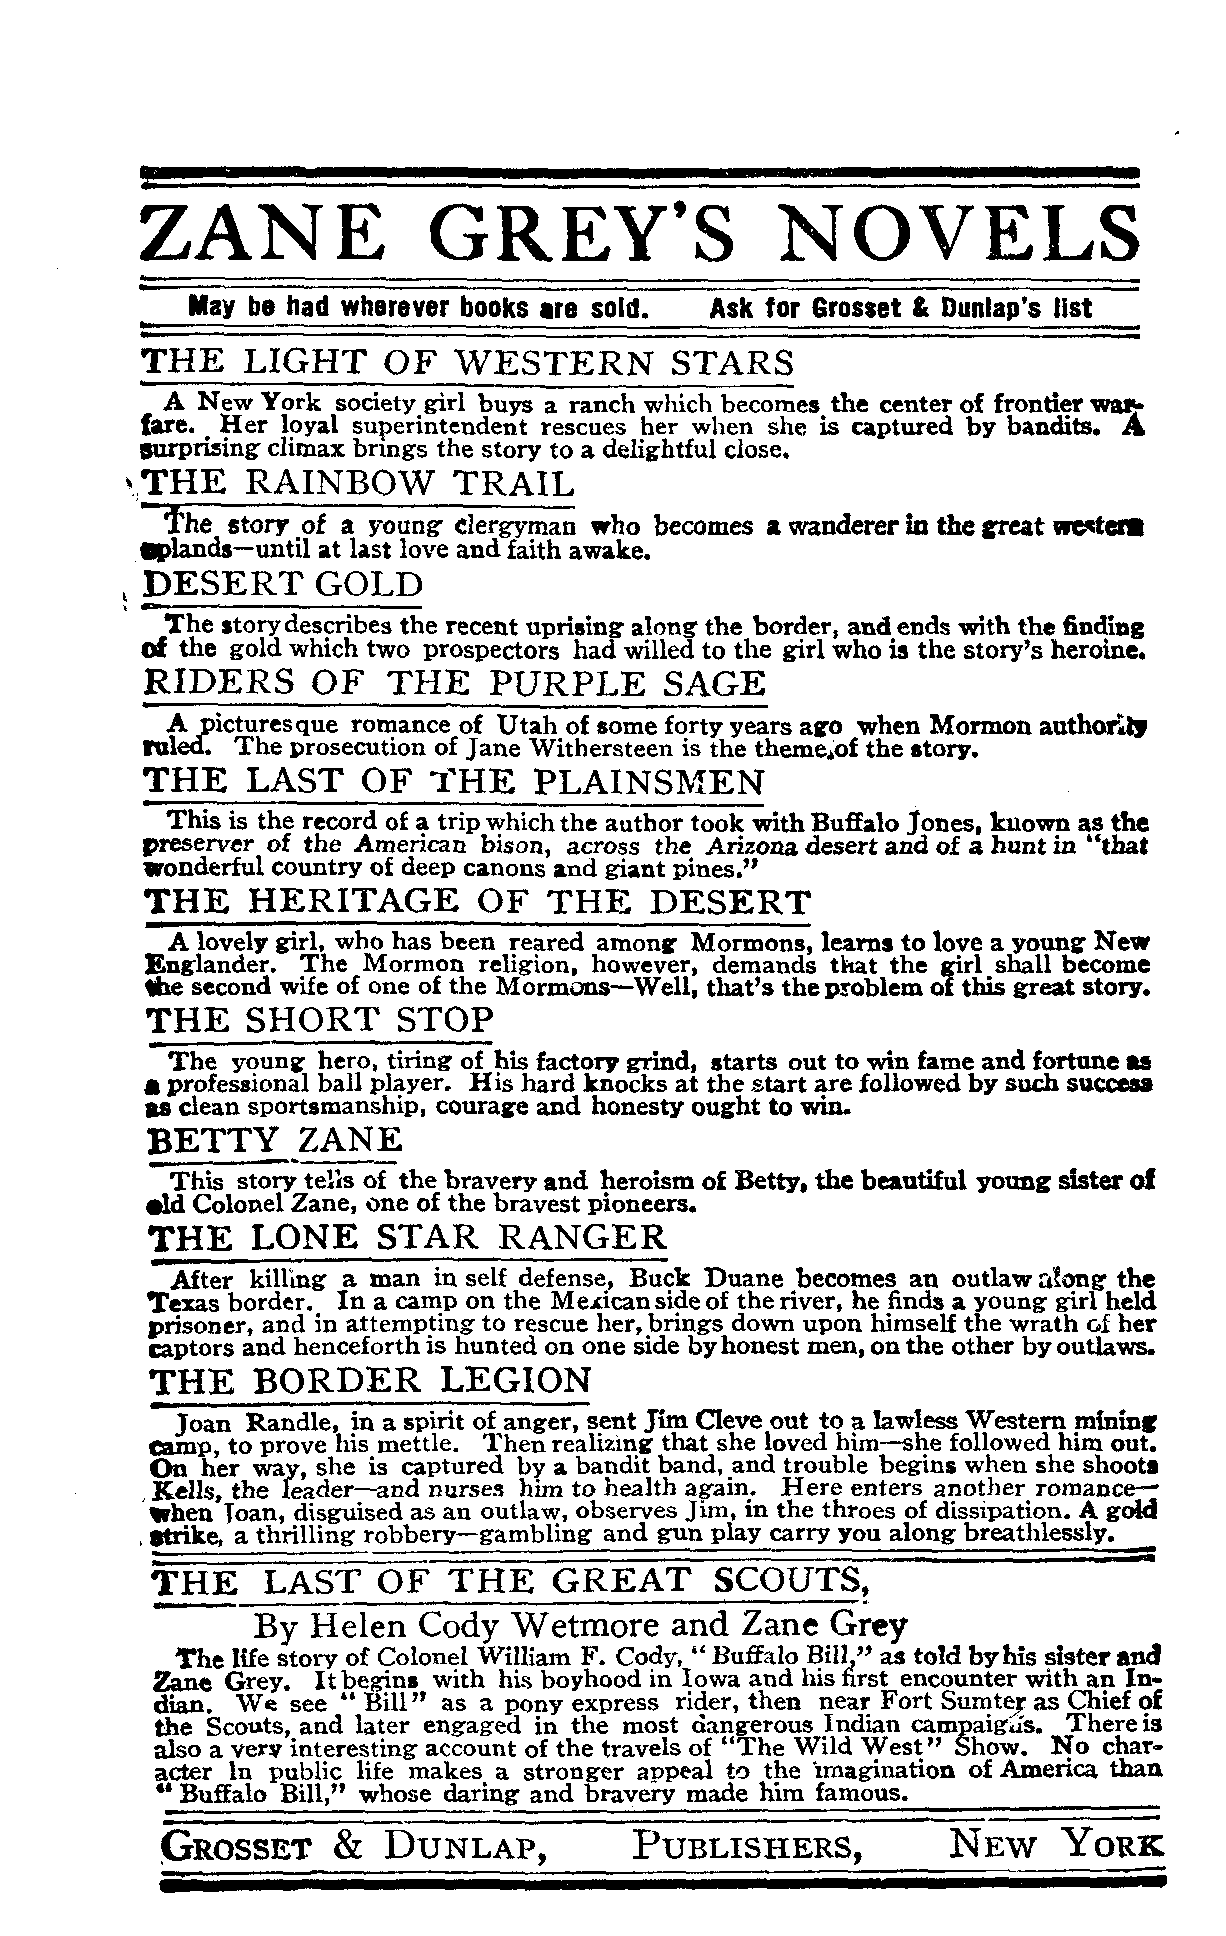 ZANE GREY'S NOVELS
May be had wherever books are sold. Ask for Grosset & Dunlap's list
THE LIGHT OF WESTERN STARS
A New York society girl buys a ranch which becomes the center of frontier war-
fare. Her loyal superintendent rescues her when she is captured by bandits. A
surprising climax brings the story to a delightful close.
THE RAINBOW TRAIL
The story of a young clergyman who becomes a wanderer in the great western
uplands—until at last love and faith awake.
DESERT GOLD
The story describes the recent uprising along the border, and ends with the finding
of the gold which two prospectors had willed to the girl who is the story's heroine.
RIDERS OF THE PURPLE SAGE
A picturesque romance of Utah of some forty years ago when Mormon authority
ruled. The prosecution of Jane Withersteen is the theme of the story.
THE LAST OF THE PLAINSMEN
This is the record of a trip which the author took with Buffalo Jones, known as the
preserver of the American bison, across the Arizona desert and of a hunt in "that
wonderful country of deep canons and giant pines."
THE HERITAGE OF THE DESERT
A lovely girl, who has been reared among Mormons, learns to love a young New
Englander. The Mormon religion, however, demands that the girl shall become
the second wife of one of the Mormons—Well, that's the problem of this great story.
THE SHORT STOP
The young hero, tiring of his factory grind, starts out to win fame and fortune as
a professional ball player. His hard knocks at the start are followed by such success
as clean sportsmanship, courage and honesty ought to win.
BETTY ZANE
This story tells of the bravery and heroism of Betty, the beautiful young sister of
old Colonel Zane, one of the bravest pioneers.
THE LONE STAR RANGER
After killing a man in self defense, Buck Duane becomes an outlaw along the
Texas border. In a camp on the Mexican side of the river, he finds a young girl held
prisoner, and in attempting to rescue her, brings down upon himself the wrath of her
captors and henceforth is hunted on one side by honest men, on the other by outlaws.
THE BORDER LEGION
Joan Randle, in a spirit of anger, sent Jim Cleve out to a lawless Western mining
camp, to prove his mettle. Then realizing that she loved him—she followed him out.
On her way, she is captured by a bandit band, and trouble begins when she shoots
Kells, the leader—and nurses him to health again. Here enters another romance—
when Joan, disguised as an outlaw, observes Jim, in the throes of dissipation. A gold
strike, a thrilling robbery—gambling and gun play carry you along breathlessly.
THE LAST OF THE GREAT SCOUTS,
By Helen Cody Wetmore and Zane Grey
The life story of Colonel William F. Cody, "Buffalo Bill," as told by his sister and
Zane Grey. It begins with his boyhood in Iowa and his first encounter with an In-
dian. We see "Bill" as a pony express rider, then near Fort Sumter as Chief of
the Scouts, and later engaged in the most dangerous Indian campaigns. There is
also a very interesting account of the travels of "The Wild West" Show. No char-
acter in public life makes a stronger appeal to the imagination of America than
"Buffalo Bill," whose daring and bravery made him famous.
GROSSET & DUNLAP, PUBLISHERS, NEW YORK